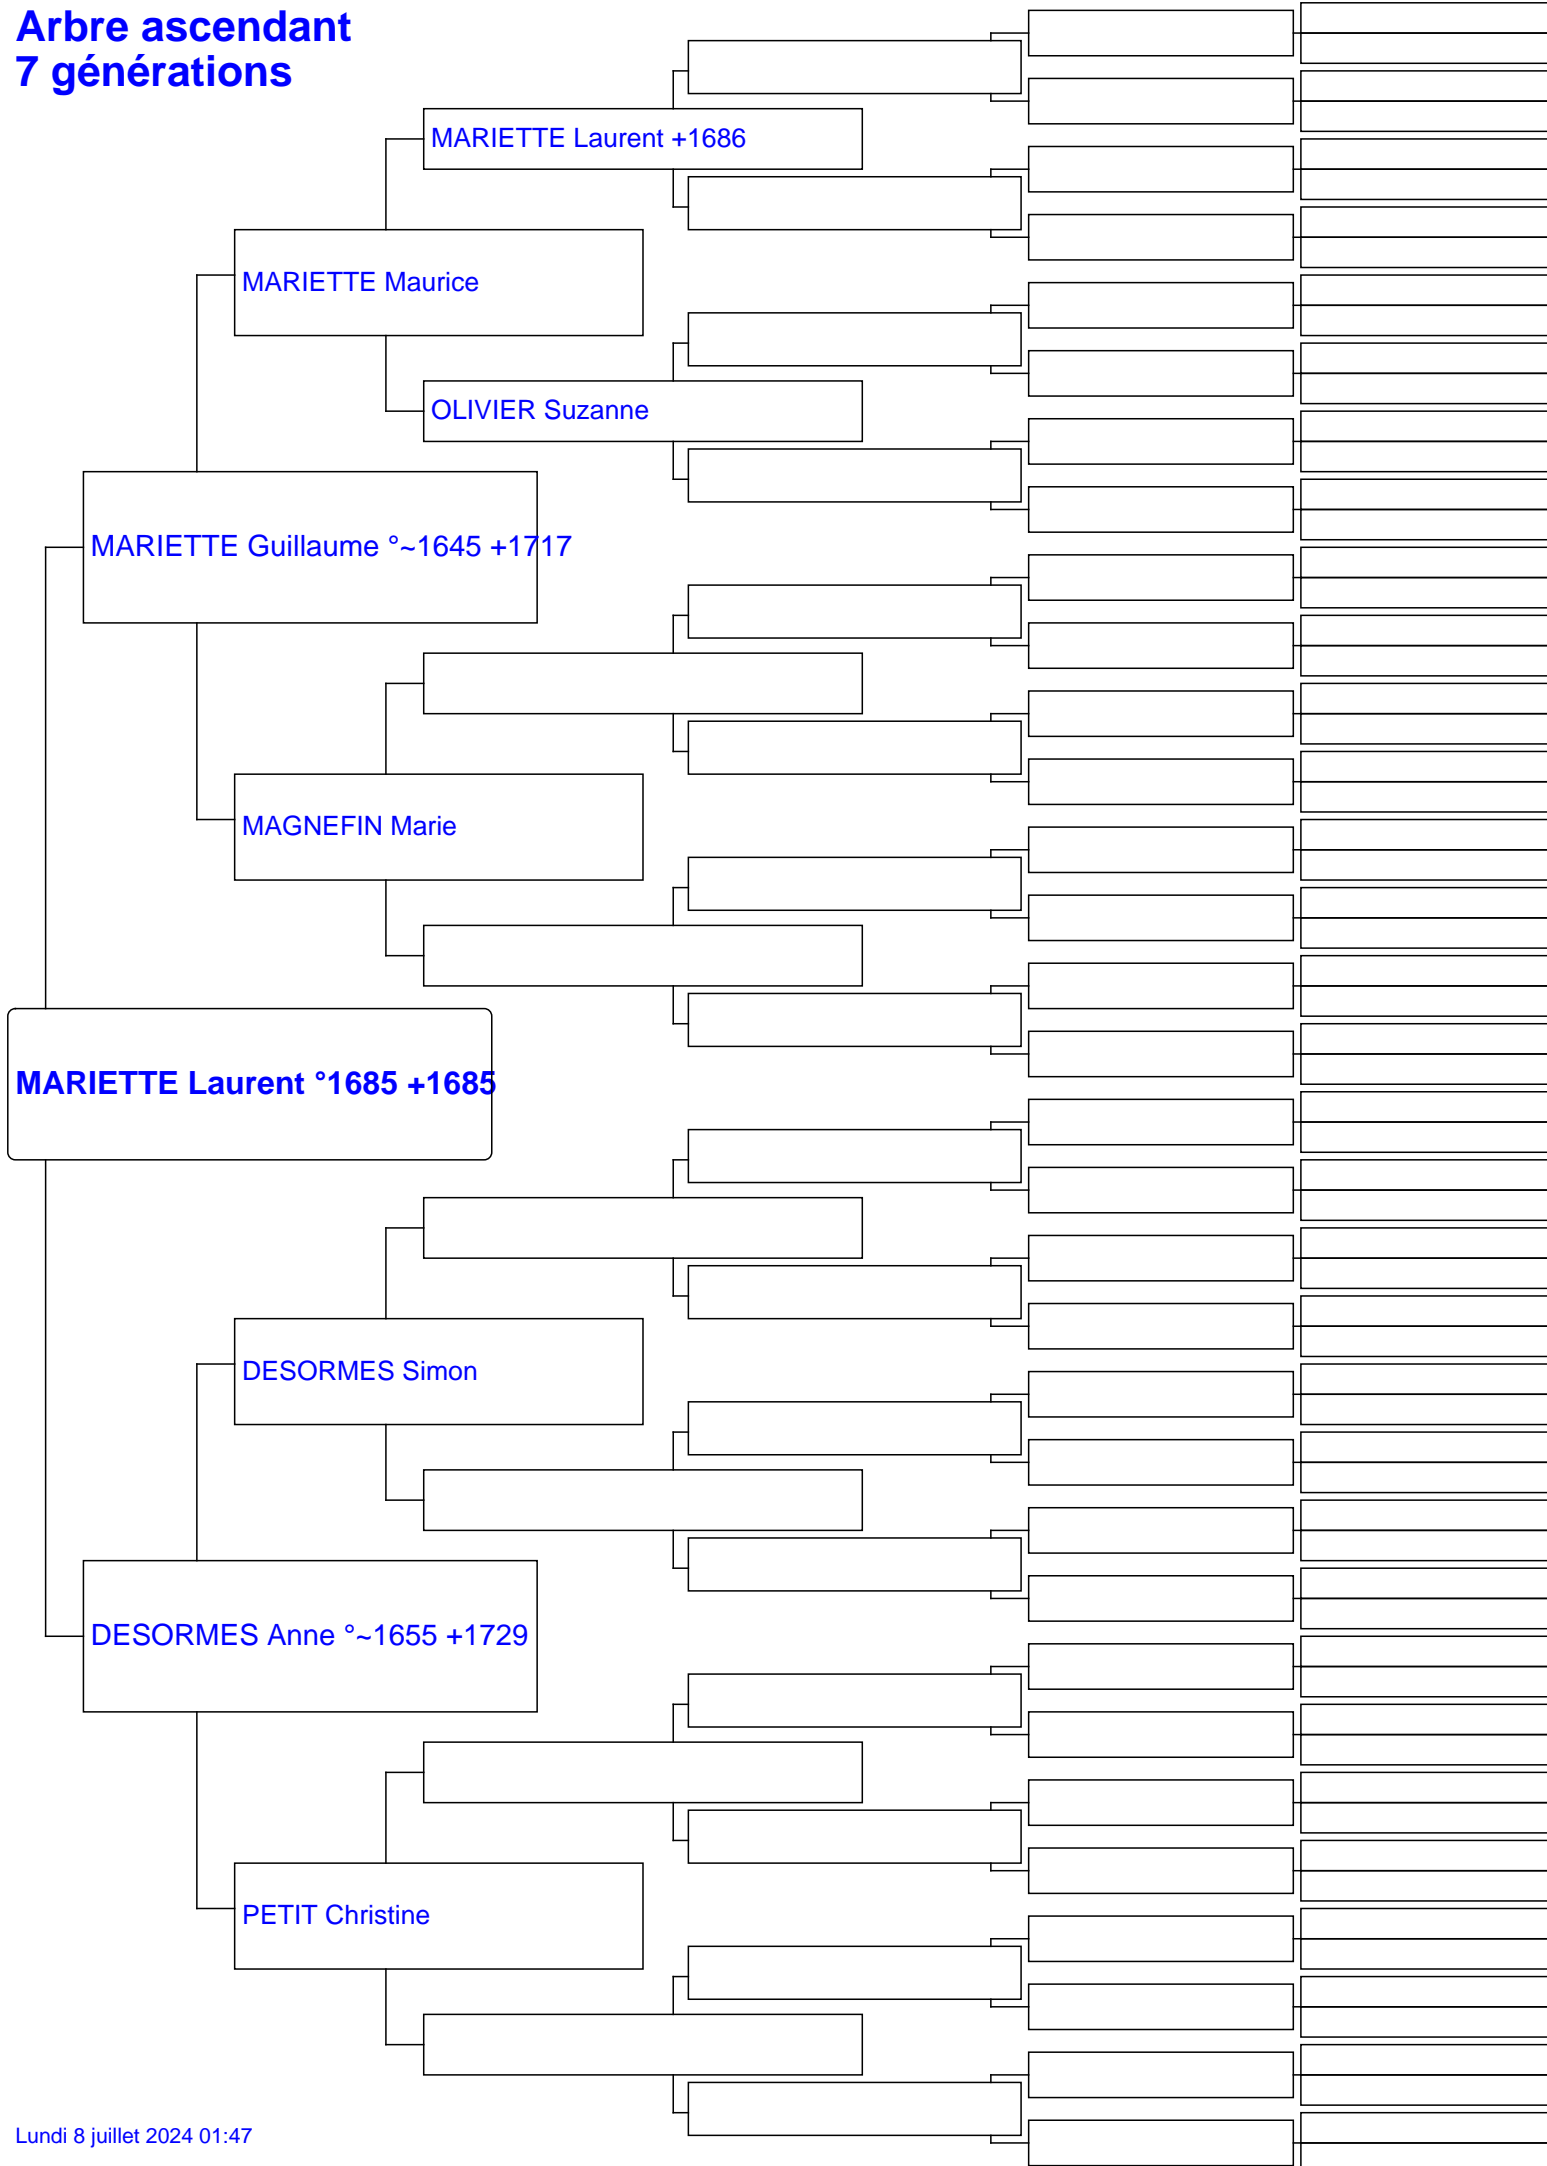 Arbre ascendant
7 générations
MARIETTE Laurent +1686
MARIETTE Maurice
OLIVIER Suzanne
MARIETTE Guillaume °~1645 +1717
MAGNEFIN Marie
MARIETTE Laurent °1685 +1685
DESORMES Simon
DESORMES Anne °~1655 +1729
PETIT Christine
Lundi 8 juillet 2024 01:47